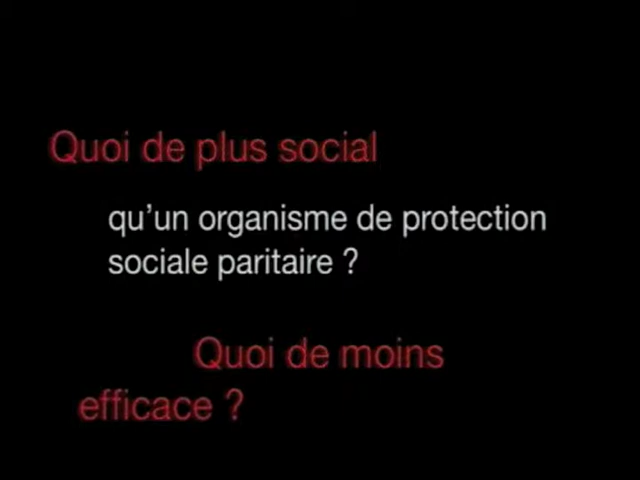 Quoi de plus social
qu'un organisme de protection
sociale paritaire ?
Quoi de moins
efficace ?